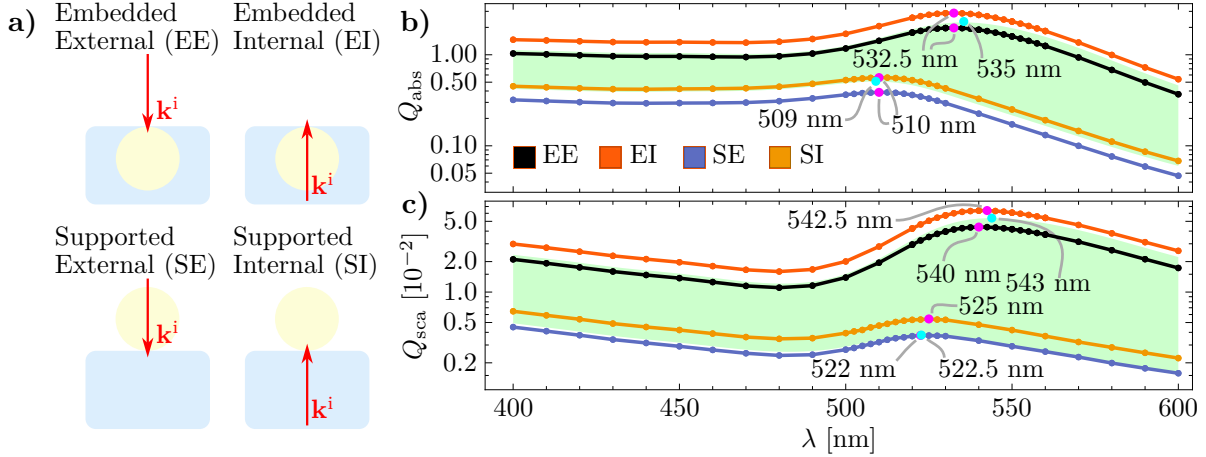 a)
Embedded
External (EE)
k^i
Embedded
Internal (EI)
k^i
Supported
External (SE)
k^i
Supported
Internal (SI)
k^i
b)
Q_abs
1.00
0.50
0.10
0.05
532.5 nm
535 nm
509 nm
510 nm
EE EI SE SI
c)
Q_sca [10^-2]
5.0
2.0
1.0
0.5
0.2
542.5 nm
540 nm
543 nm
525 nm
522 nm
522.5 nm
400 450 500 550 600
λ [nm]